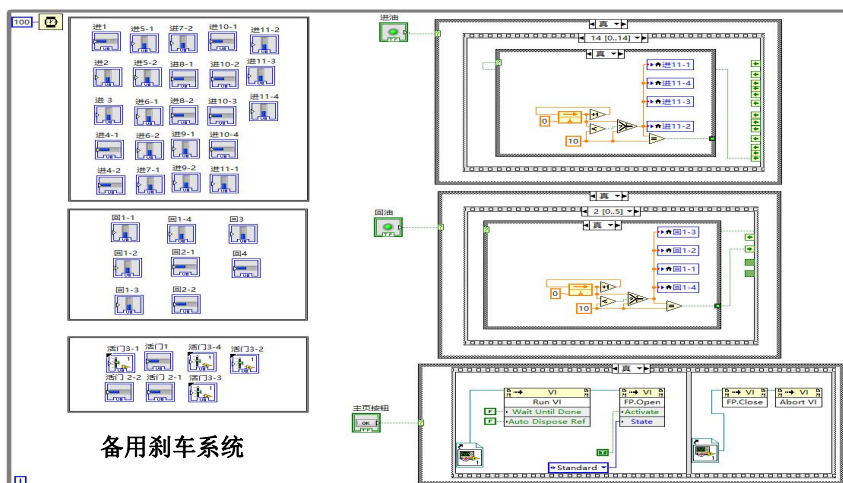 100
进1
进5-1
进7-2
进10-1
进11-2
进2
进5-2
进8-1
进10-2
进11-3
进 3
进6-1
进8-2
进10-3
进11-4
进4-1
进6-2
进9-1
进10-4
进4-2
进7-1
进9-2
进11-1
回1-1
回1-4
回3
回1-2
回2-1
回4
回1-3
回2-2
活门3-1
活门1
活门3-4
活门3-2
活门 2-2
活门 2-1
活门3-3
备用刹车系统
i
进油
TF
真
14 [0..14]
真
进11-1
进11-4
进11-3
进11-2
0
+1
<
10
=
回油
TF
真
2 [0..5]
真
回1-3
回1-2
回1-1
回1-4
0
+1
<
10
=
主页按钮
OK
TF
真
VI
Run VI
Wait Until Done
Auto Dispose Ref
F
F
VI
FP.Open
Activate
State
Standard
VI
FP.Close
VI
Abort VI